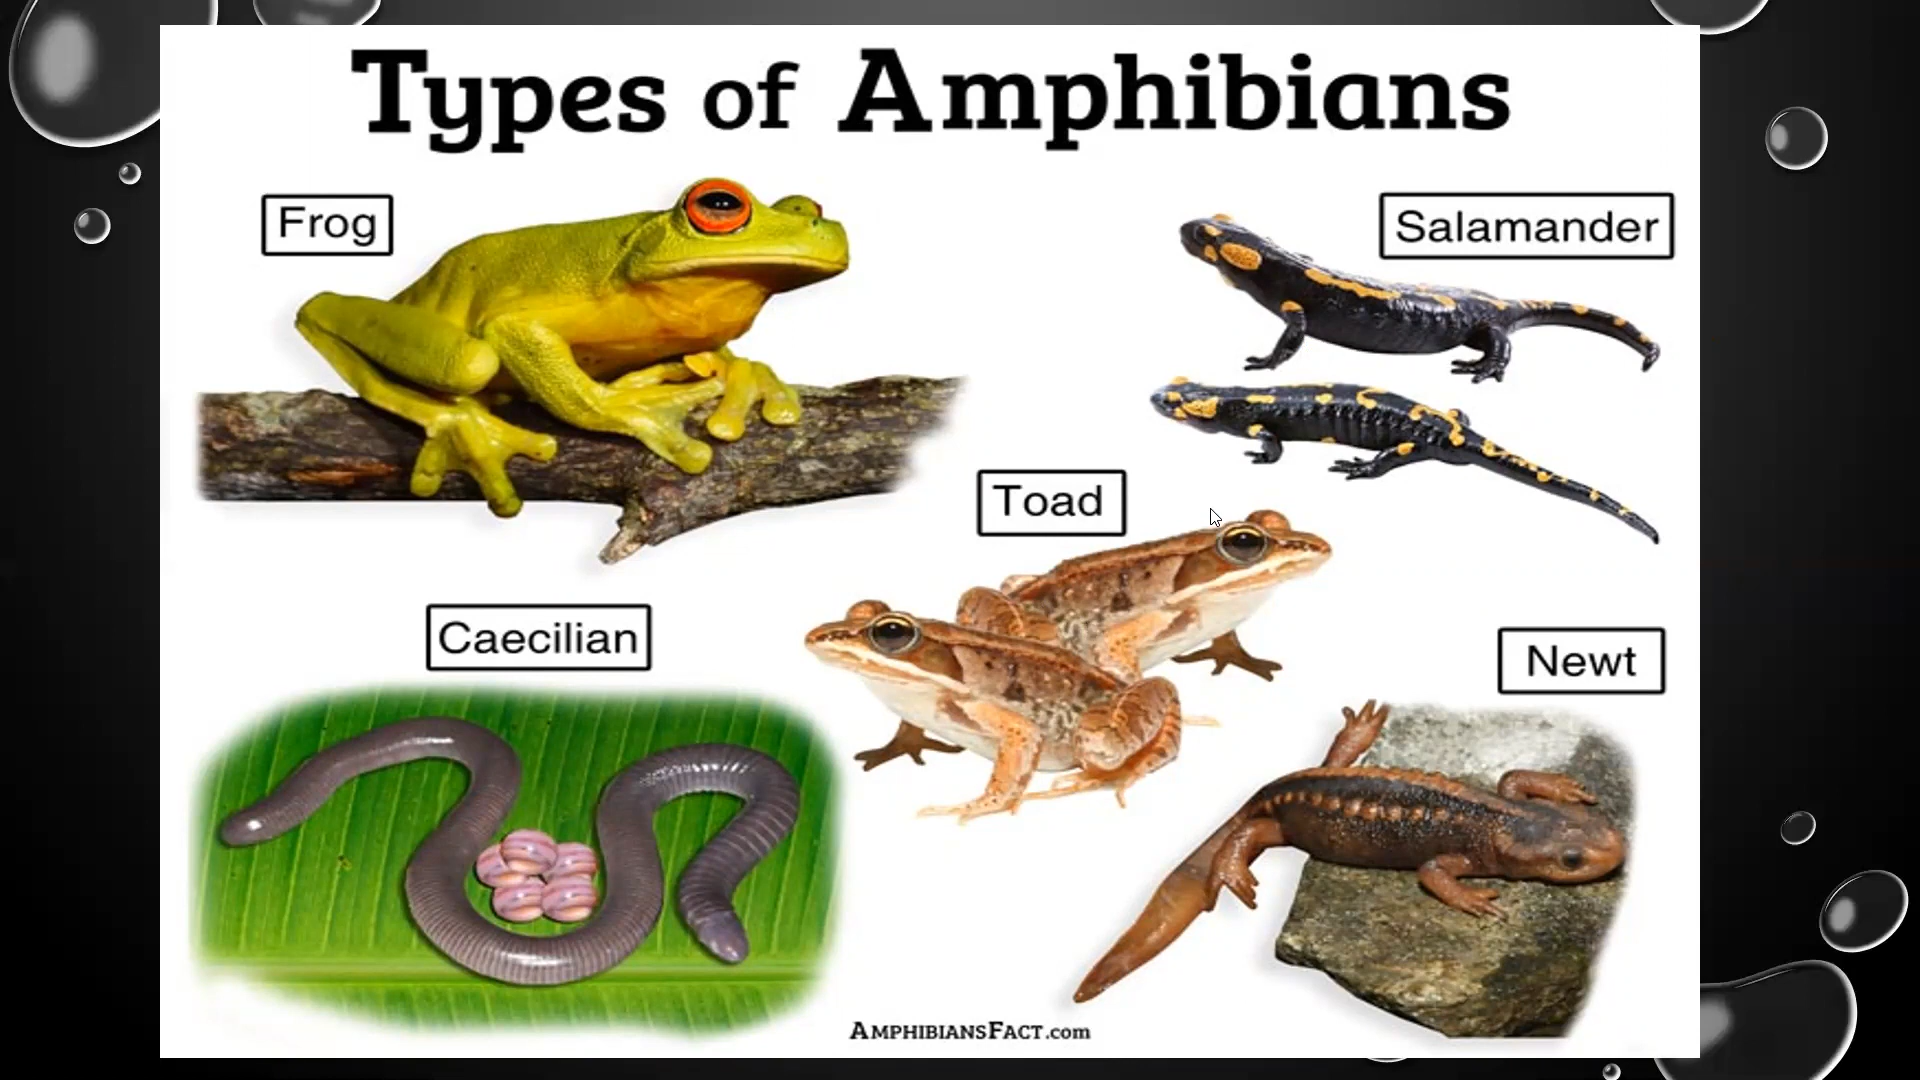 Types of Amphibians
Frog
Salamander
Toad
Caecilian
Newt
AMPHIBIANSFACT.com